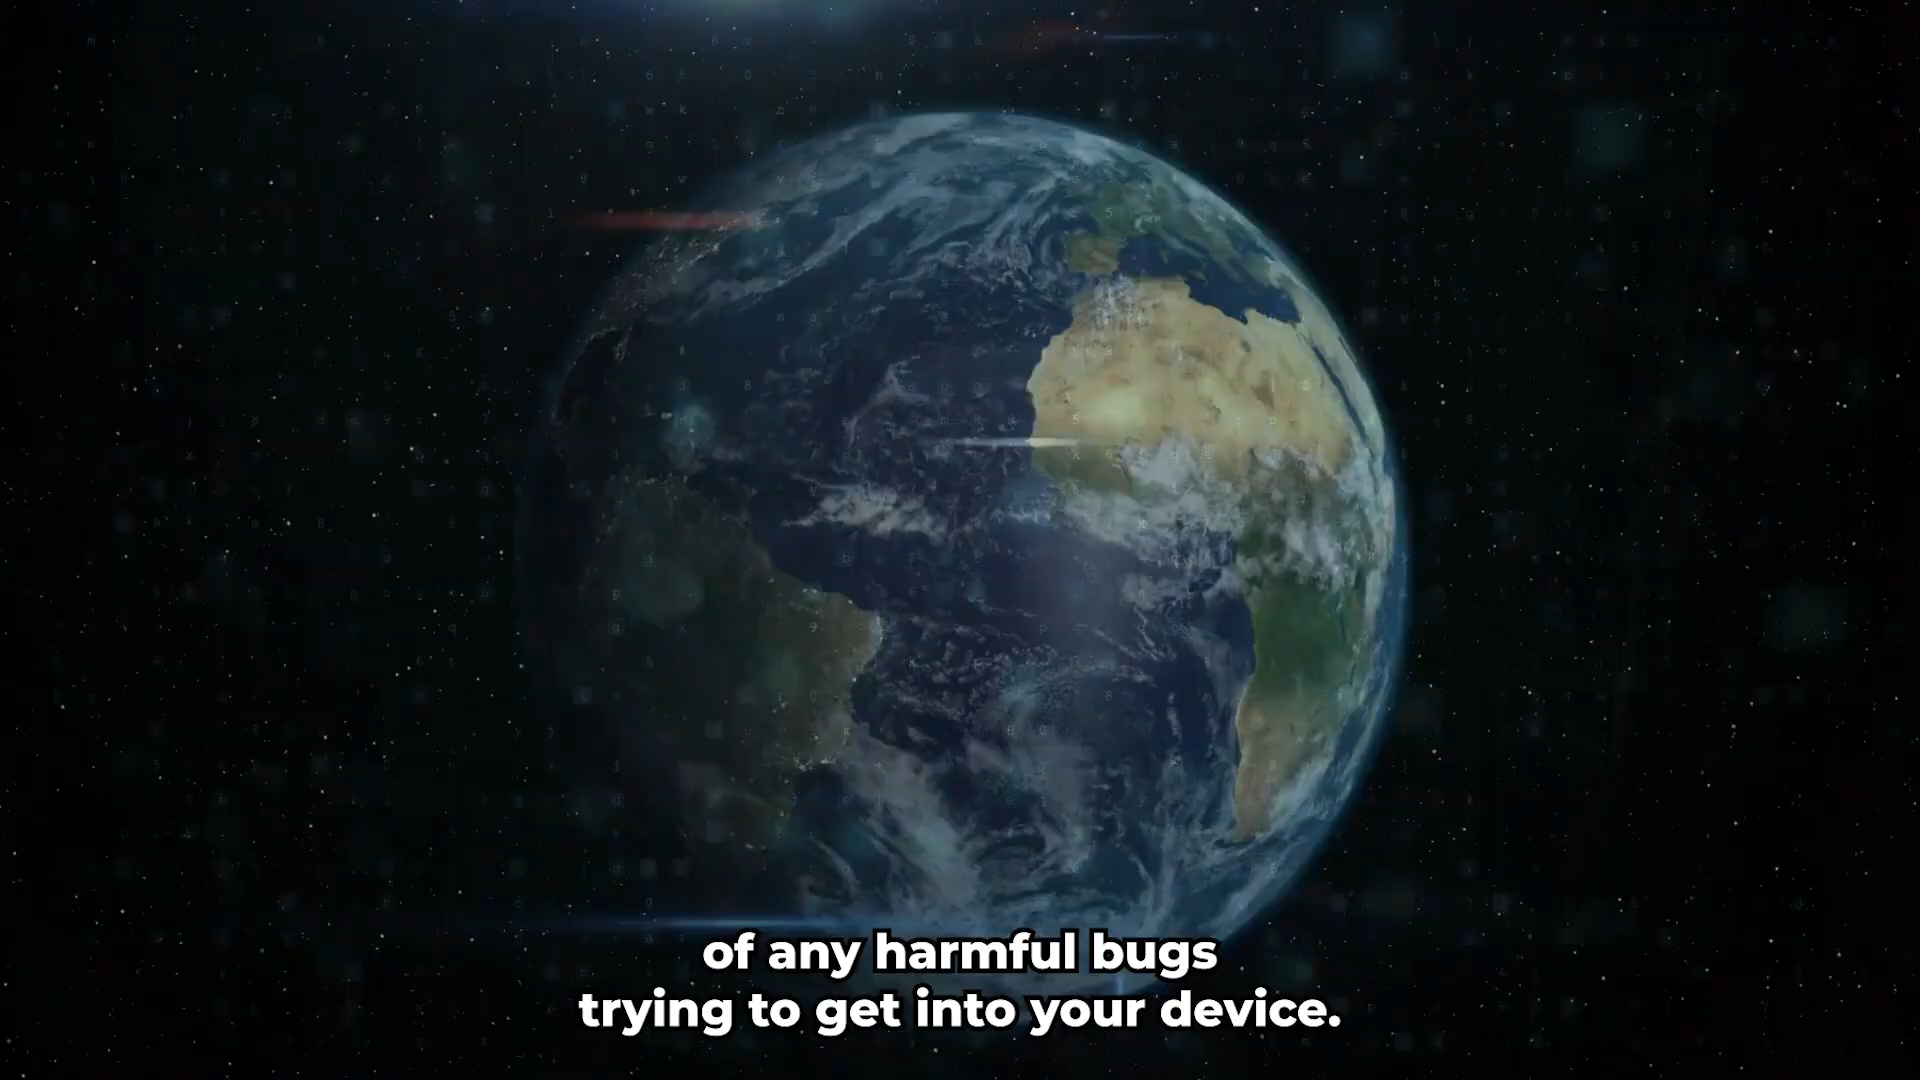 of any harmful bugs
trying to get into your device.